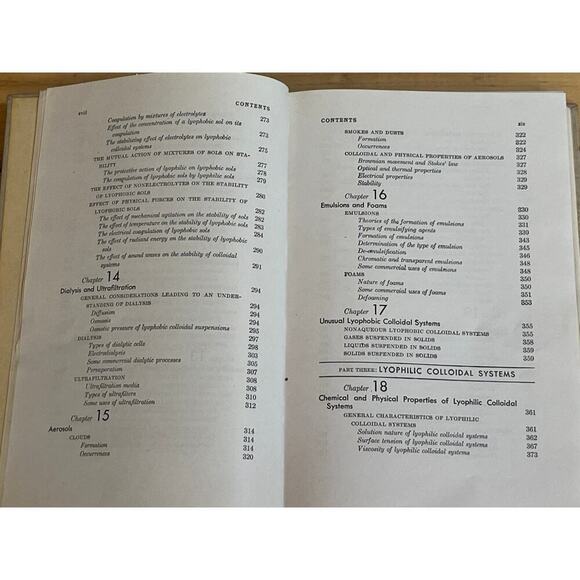 xviii CONTENTS
Coagulation by mixtures of electrolytes 273
Effect of the concentration of a lyophobic sol on its
coagulation 273
The stabilizing effect of electrolytes on lyophobic
colloidal systems 275
THE MUTUAL ACTION OF MIXTURES OF SOLS ON STA-
BILITY 277
The protective action of lyophilic on lyophobic sols 278
The coagulation of lyophobic by lyophilic sols 279
THE EFFECT OF NONELECTROLYTES ON THE STABILITY
OF LYOPHOBIC SOLS 280
EFFECT OF PHYSICAL FORCES ON THE STABILITY OF
LYOPHOBIC SOLS 282
The effect of mechanical agitation on the stability of sols 282
The effect of temperature on the stability of lyophobic sols 283
The electrical coagulation of lyophobic sols 284
The effect of radiant energy on the stability of lyophobic
sols 290
The effect of sound waves on the stability of colloidal
systems 291
Chapter 14
Dialysis and Ultrafiltration 294
GENERAL CONSIDERATIONS LEADING TO AN UNDER-
STANDING OF DIALYSIS 294
Diffusion 294
Osmosis 294
Osmotic pressure of lyophobic colloidal suspensions 295
DIALYSIS 297
Types of dialytic cells 298
Electrodialysis 303
Some commercial dialytic processes 305
Pervaporation 305
ULTRAFILTRATION 308
Ultrafiltration media 308
Types of ultrafilters 310
Some uses of ultrafiltration 312
Chapter 15
Aerosols 314
CLOUDS 314
Formation 314
Occurrences 320
CONTENTS xix
SMOKES AND DUSTS 322
Formation 322
Occurrences 324
COLLOIDAL AND PHYSICAL PROPERTIES OF AEROSOLS 327
Brownian movement and Stokes' law 327
Optical and thermal properties 328
Electrical properties 329
Stability 329
Chapter 16
Emulsions and Foams 330
EMULSIONS 330
Theories of the formation of emulsions 331
Types of emulsifying agents 339
Formation of emulsions 343
Determination of the type of emulsion 345
De-emulsification 346
Chromatic and transparent emulsions 348
Some commercial uses of emulsions 348
FOAMS 350
Nature of foams 350
Some commercial uses of foams 351
Defoaming 353
Chapter 17
Unusual Lyophobic Colloidal Systems 355
NONAQUEOUS LYOPHOBIC COLLOIDAL SYSTEMS 355
GASES SUSPENDED IN SOLIDS 358
LIQUIDS SUSPENDED IN SOLIDS 359
SOLIDS SUSPENDED IN SOLIDS 359
PART THREE: LYOPHILIC COLLOIDAL SYSTEMS
Chapter 18
Chemical and Physical Properties of Lyophilic Colloidal
Systems 361
GENERAL CHARACTERISTICS OF LYOPHILIC
COLLOIDAL SYSTEMS 361
Solution nature of lyophilic colloidal systems 362
Surface tension of lyophilic colloidal systems 367
Viscosity of lyophilic colloidal systems 373